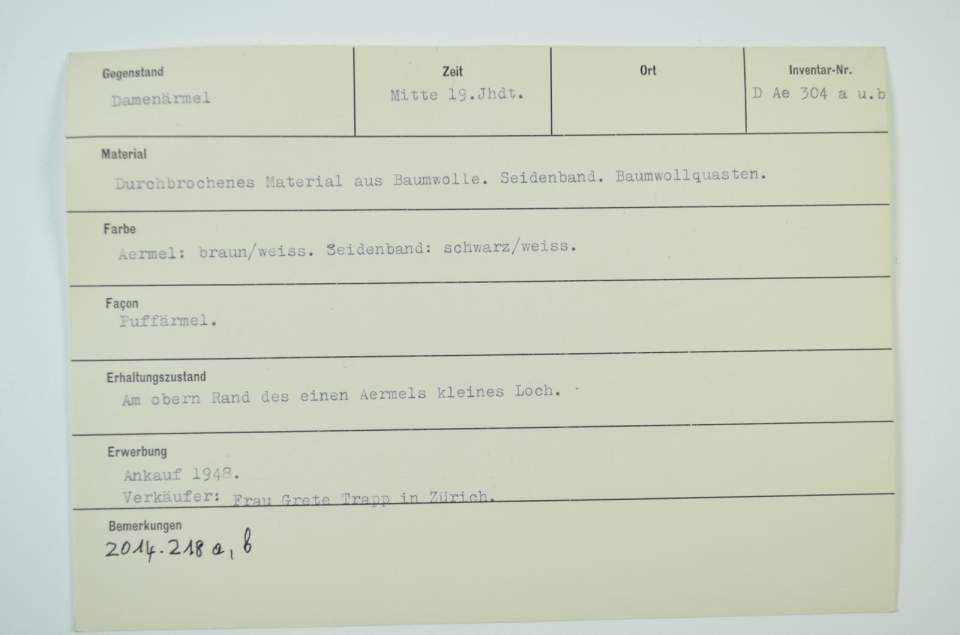 Gegenstand
Damenärmel
Zeit
Mitte 19.Jhdt.
Ort
Inventar-Nr.
D Ae 304 a u.b
Material
Durchbrochenes Material aus Baumwolle. Seidenband. Baumwollquasten.
Farbe
Aermel: braun/weiss. Seidenband: schwarz/weiss.
Façon
Puffärmel.
Erhaltungszustand
Am obern Rand des einen Aermels kleines Loch.
Erwerbung
Ankauf 1948.
Verkäufer: Frau Grete Trapp in Zürich.
Bemerkungen
2014-218 a, b